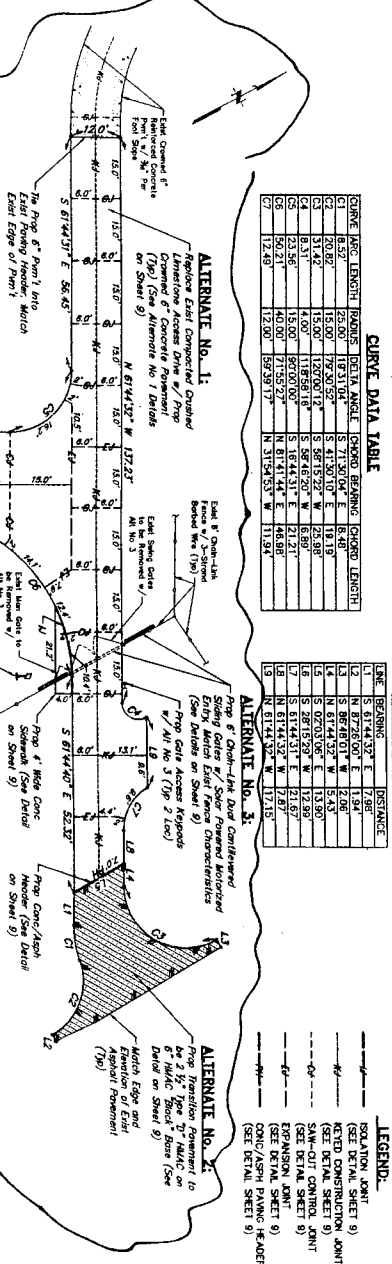 CURVE DATA TABLE
CURVE ARC LENGTH RADIUS DELTA ANGLE CHORD BEARING CHORD LENGTH
C1 8.52' 25.00' 19°31'04" S 71°30'04" E 8.48'
C2 20.82' 15.00' 79°30'52" S 41°30'10" E 19.19'
C3 31.42' 15.00' 120°00'12" S 58°15'22" W 25.98'
C4 8.31' 4.00' 118°58'16" S 58°46'20" W 6.89'
C5 23.56' 15.00' 90°00'00" S 16°44'31" E 21.21'
C6 50.21' 40.00' 71°55'27" N 81°41'44" E 46.98'
C7 12.49' 12.00' 59°39'17" N 31°54'53" W 11.94'
LINE BEARING DISTANCE
L1 S 61°44'32" E 7.98'
L2 N 87°26'00" E 1.94'
L3 S 86°48'01" W 2.06'
L4 N 61°44'32" W 5.43'
L5 S 02°03'06" E 13.90'
L6 S 28°15'29" W 12.99'
L7 S 61°44'31" E 21.57'
L8 N 61°44'32" W 7.87'
L9 N 61°44'32" W 17.15'
LEGEND:
ISOLATION JOINT
(SEE DETAIL SHEET 9)
KEYED CONSTRUCTION JOINT
(SEE DETAIL SHEET 9)
SAW-CUT CONTROL JOINT
(SEE DETAIL SHEET 9)
EXPANSION JOINT
(SEE DETAIL SHEET 9)
CONC/ASPH PAVING HEADER
(SEE DETAIL SHEET 9)
N
Exist Crowned 6"
Reinforced Concrete
Pvm't w/ 3/8" Per
Foot Slope
12.0'
Tie Prop 6" Pvm't Into
Exist Paving Header, Match
Exist Edge of Pvm't
ALTERNATE No. 1:
Replace Exist Compacted Crushed
Limestone Access Drive w/ Prop
Crowned 6" Concrete Pavement
(Typ) (See Alternate No 1 Details
on Sheet 9)
N 61°44'32" W 137.23'
S 61°44'31" E 56.45'
Exist 8' Chain-Link
Fence w/ 3-Strand
Barbed Wire (Typ)
Exist Swing Gates
to be Removed w/
Alt No 3
ALTERNATE No. 3:
Prop 6' Chain-Link Dual Cantilevered
Sliding Gates w/ Solar Powered Motorized
Entry, Match Exist Fence Characteristics
(See Details on Sheet 9)
Prop Gate Access Keypads
w/ Alt No 3 (Typ 2 Loc)
S 61°44'40" E 52.32'
Exist Man Gate to
be Removed w/
Prop 4' Wide Conc
Sidewalk (See Detail
on Sheet 9)
Prop Conc/Asph
Header (See Detail
on Sheet 9)
ALTERNATE No. 2:
Prop Transition Pavement to
be 2 ½" Type "D" HMAC on
6" HMAC "Black" Base (See
Detail on Sheet 9)
Match Edge and
Elevation of Exist
Asphalt Pavement
(Typ)